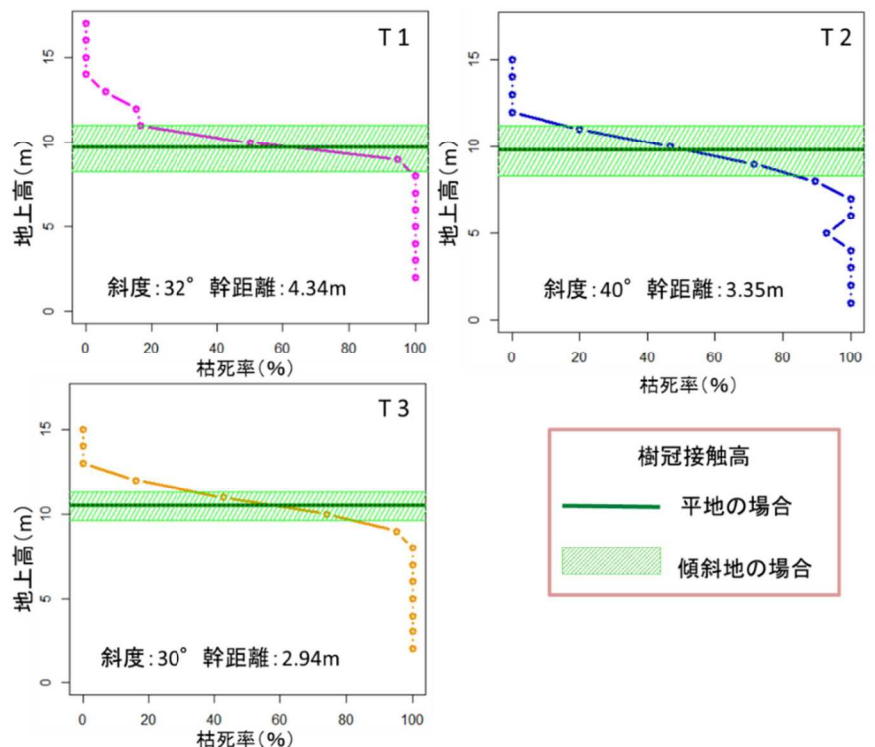 T 1
15
10
5
0
地上高(m)
斜度:32° 幹距離:4.34m
0 20 40 60 80 100
枯死率(%)
T 2
15
10
5
0
地上高(m)
斜度:40° 幹距離:3.35m
0 20 40 60 80 100
枯死率(%)
T 3
15
10
5
0
地上高(m)
斜度:30° 幹距離:2.94m
0 20 40 60 80 100
枯死率(%)
樹冠接触高
平地の場合
傾斜地の場合